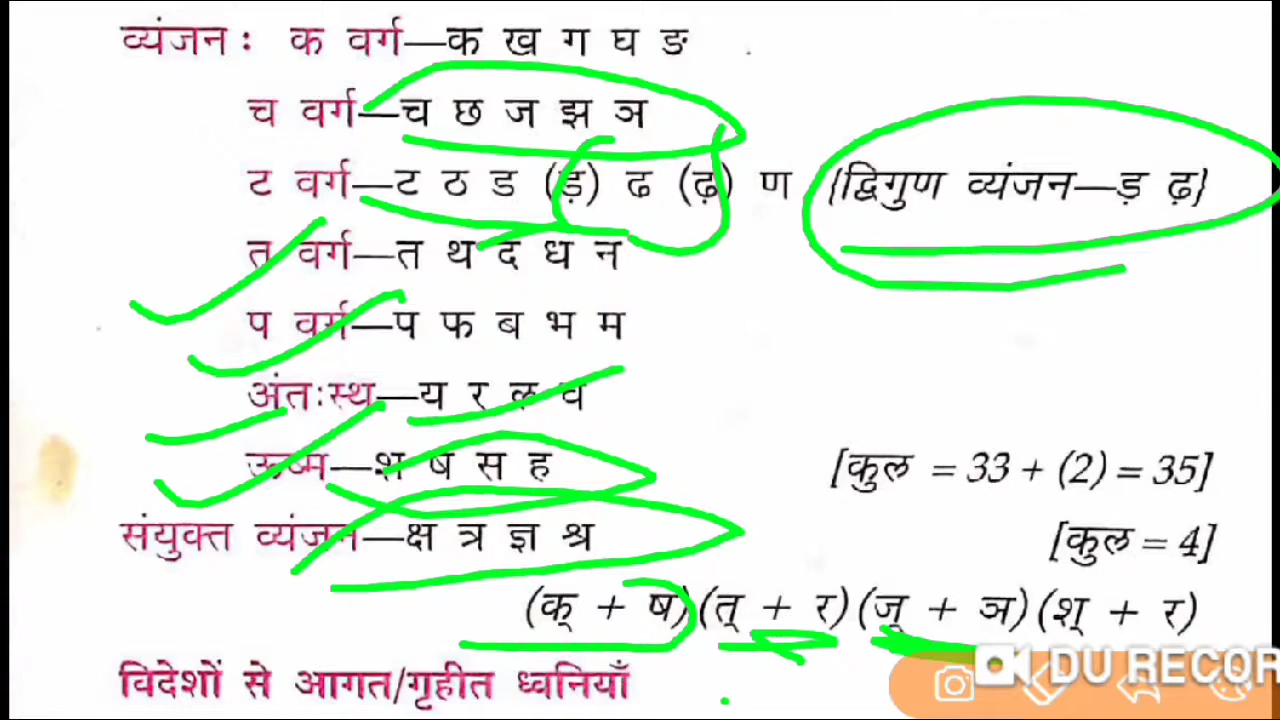 व्यंजन: क वर्ग—क ख ग घ ङ
च वर्ग—च छ ज झ ञ
ट वर्ग—ट ठ ड (ड़) ढ (ढ़) ण {द्विगुण व्यंजन—ड़ ढ़}
त वर्ग—त थ द ध न
प वर्ग—प फ ब भ म
अंतःस्थ—य र ल व
ऊष्म—श ष स ह [कुल = 33 + (2) = 35]
संयुक्त व्यंजन—क्ष त्र ज्ञ श्र [कुल = 4]
(क् + ष) (त् + र) (ज् + ञ) (श् + र)
विदेशों से आगत/गृहीत ध्वनियाँ
DU RECOR